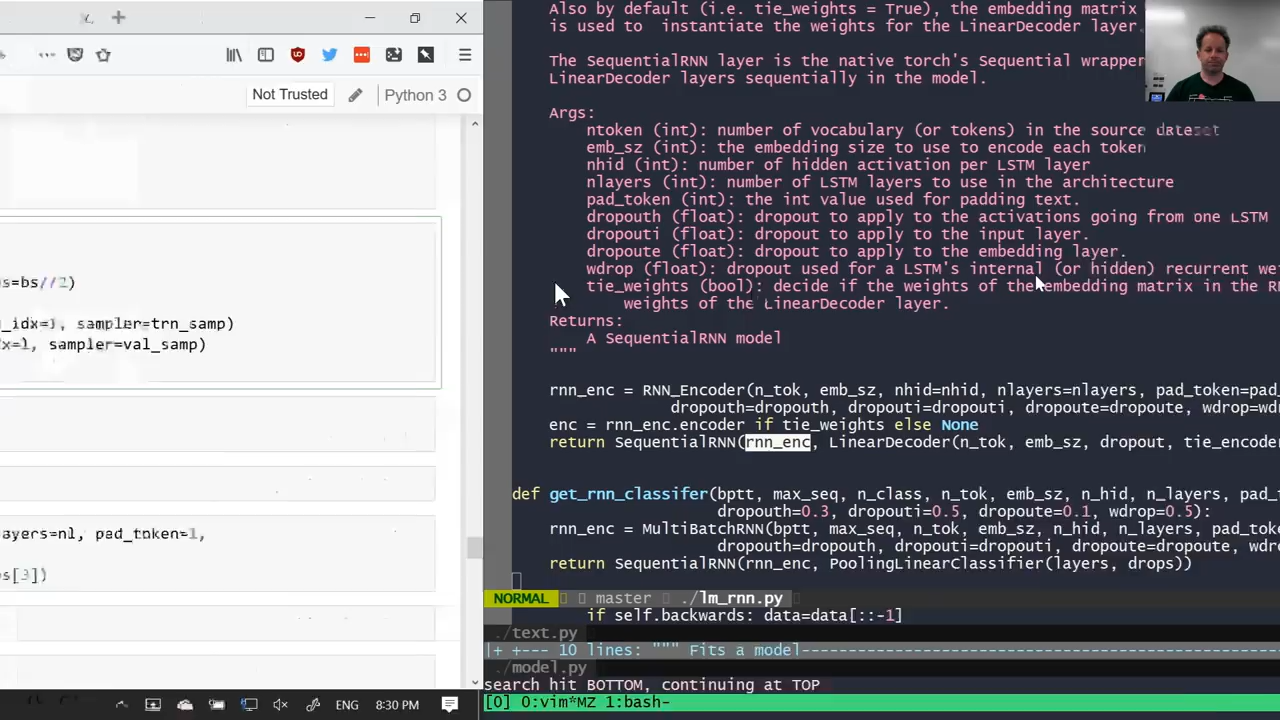 Not Trusted
Python 3
s=bs//2)
_idx=1, sampler=trn_samp)
x=1, sampler=val_samp)
ayers=nl, pad_token=1,
s[3])
ENG
8:30 PM
Also by default (i.e. tie_weights = True), the embedding matrix
is used to  instantiate the weights for the LinearDecoder layer.
The SequentialRNN layer is the native torch's Sequential wrapper
LinearDecoder layers sequentially in the model.
Args:
ntoken (int): number of vocabulary (or tokens) in the source dataset
emb_sz (int): the embedding size to use to encode each token
nhid (int): number of hidden activation per LSTM layer
nlayers (int): number of LSTM layers to use in the architecture
pad_token (int): the int value used for padding text.
dropouth (float): dropout to apply to the activations going from one LSTM
dropouti (float): dropout to apply to the input layer.
dropoute (float): dropout to apply to the embedding layer.
wdrop (float): dropout used for a LSTM's internal (or hidden) recurrent wei
tie_weights (bool): decide if the weights of the embedding matrix in the RN
weights of the LinearDecoder layer.
Returns:
A SequentialRNN model
"""
rnn_enc = RNN_Encoder(n_tok, emb_sz, nhid=nhid, nlayers=nlayers, pad_token=pad_
dropouth=dropouth, dropouti=dropouti, dropoute=dropoute, wdrop=wd
enc = rnn_enc.encoder if tie_weights else None
return SequentialRNN(rnn_enc, LinearDecoder(n_tok, emb_sz, dropout, tie_encoder
def get_rnn_classifer(bptt, max_seq, n_class, n_tok, emb_sz, n_hid, n_layers, pad_t
dropouth=0.3, dropouti=0.5, dropoute=0.1, wdrop=0.5):
rnn_enc = MultiBatchRNN(bptt, max_seq, n_tok, emb_sz, n_hid, n_layers, pad_tok
dropouth=dropouth, dropouti=dropouti, dropoute=dropoute, wdro
return SequentialRNN(rnn_enc, PoolingLinearClassifier(layers, drops))
NORMAL master ./lm_rnn.py
if self.backwards: data=data[::-1]
./text.py
|+ +--- 10 lines: """ Fits a model---------------------------------------------------
./model.py
search hit BOTTOM, continuing at TOP
[0] 0:vim*MZ 1:bash-